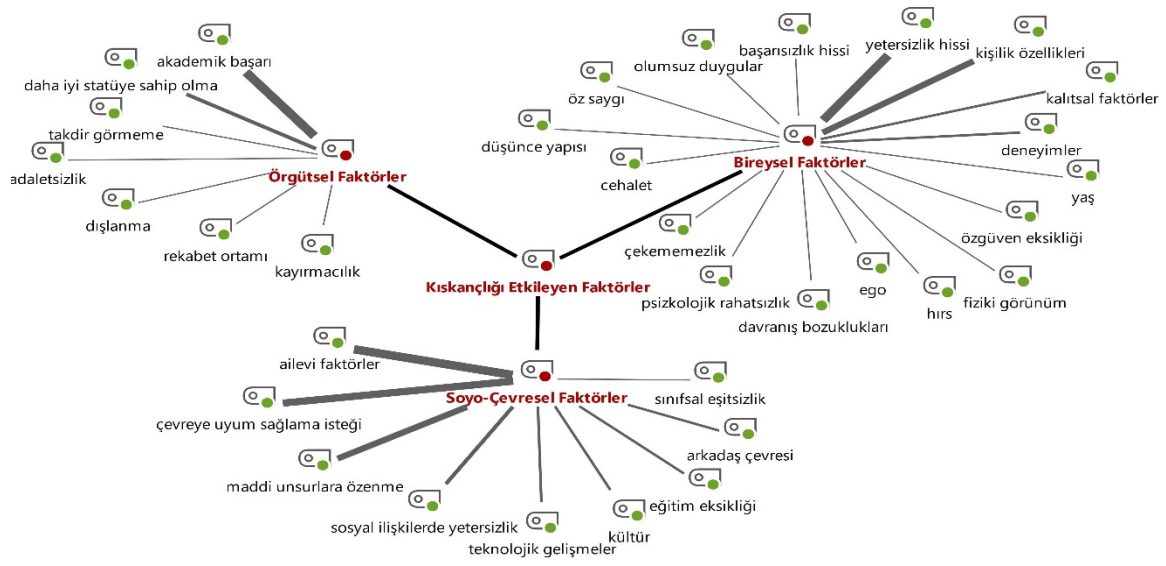 akademik başarı
daha iyi statüye sahip olma
takdir görmeme
adaletsizlik
dışlanma
rekabet ortamı
kayırmacılık
Örgütsel Faktörler
başarısızlık hissi
yetersizlik hissi
kişilik özellikleri
olumsuz duygular
kalıtsal faktörler
öz saygı
deneyimler
düşünce yapısı
Bireysel Faktörler
cehalet
yaş
özgüven eksikliği
çekememezlik
fiziki görünüm
psizkolojik rahatsızlık
ego
hırs
davranış bozuklukları
Kıskançlığı Etkileyen Faktörler
ailevi faktörler
Soyo-Çevresel Faktörler
sınıfsal eşitsizlik
çevreye uyum sağlama isteği
arkadaş çevresi
maddi unsurlara özenme
eğitim eksikliği
sosyal ilişkilerde yetersizlik
kültür
teknolojik gelişmeler